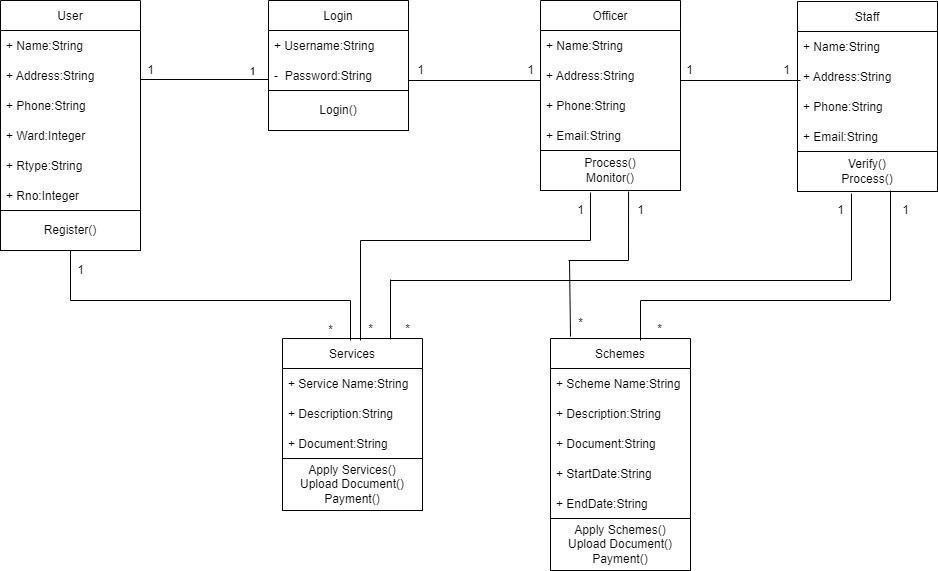 User
+ Name:String
+ Address:String
+ Phone:String
+ Ward:Integer
+ Rtype:String
+ Rno:Integer
Register()
1
1
Login
+ Username:String
- Password:String
Login()
1
1
Officer
+ Name:String
+ Address:String
+ Phone:String
+ Email:String
Process()
Monitor()
1
1
Staff
+ Name:String
+ Address:String
+ Phone:String
+ Email:String
Verify()
Process()
1
1
1
1
1
*
*
*
*
*
Services
+ Service Name:String
+ Description:String
+ Document:String
Apply Services()
Upload Document()
Payment()
Schemes
+ Scheme Name:String
+ Description:String
+ Document:String
+ StartDate:String
+ EndDate:String
Apply Schemes()
Upload Document()
Payment()